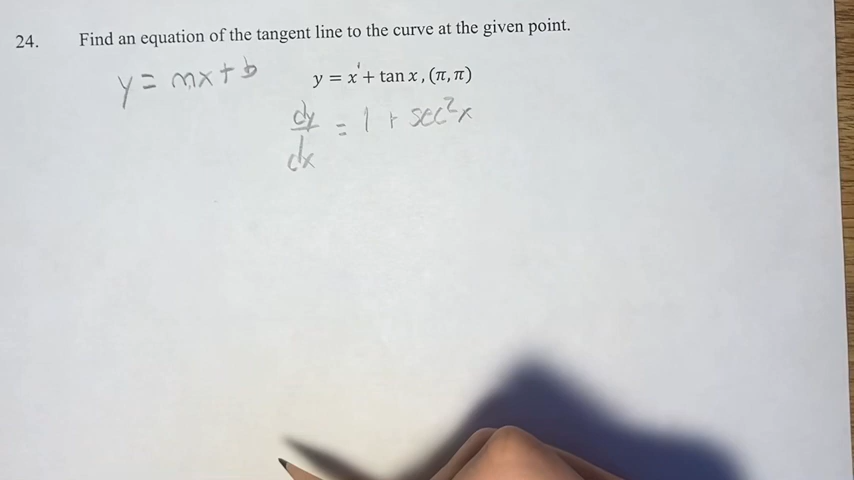 24. Find an equation of the tangent line to the curve at the given point.
y = mx + b
y = x' + tan x , (π, π)
dy/dx = 1 + sec²x